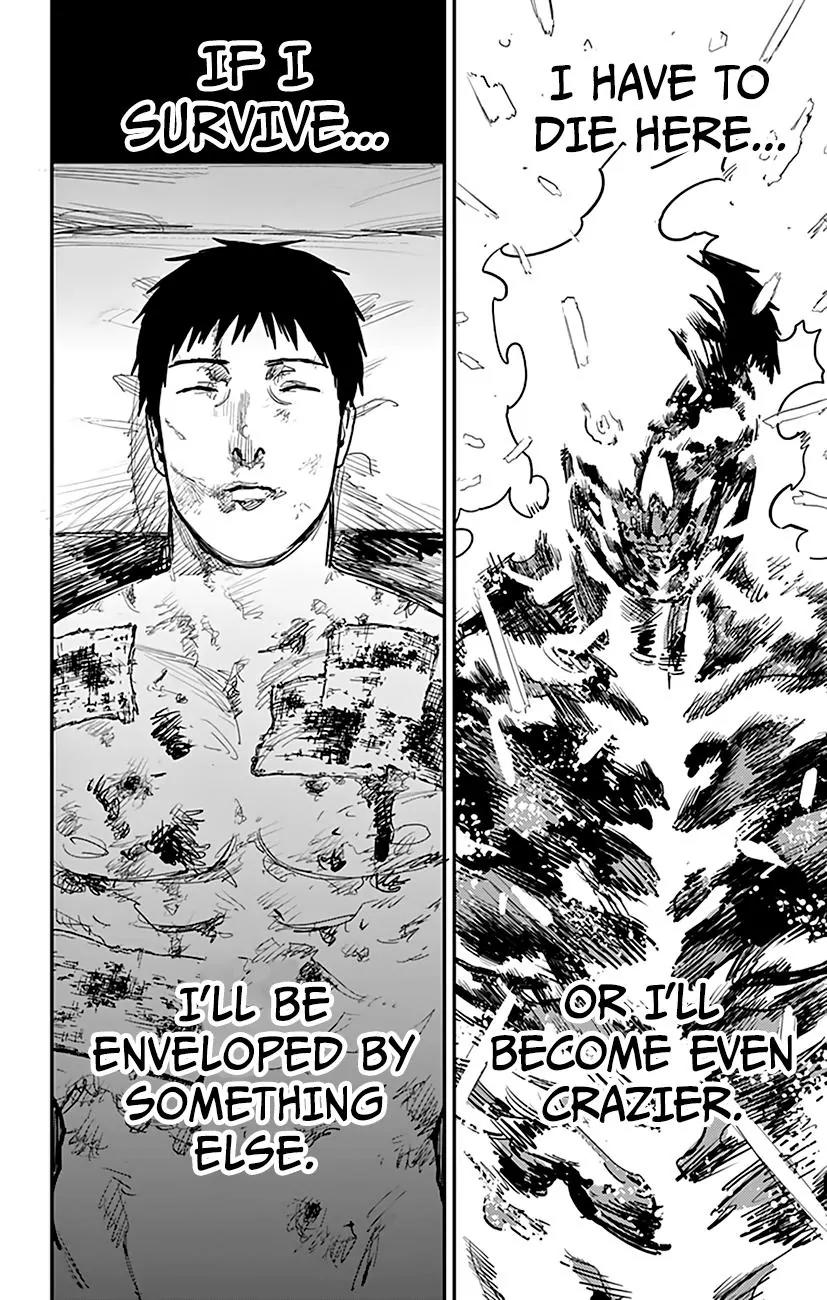 I HAVE TO
DIE HERE...
OR I'LL
BECOME EVEN
CRAZIER.
IF I
SURVIVE...
I'LL BE
ENVELOPED BY
SOMETHING
ELSE.